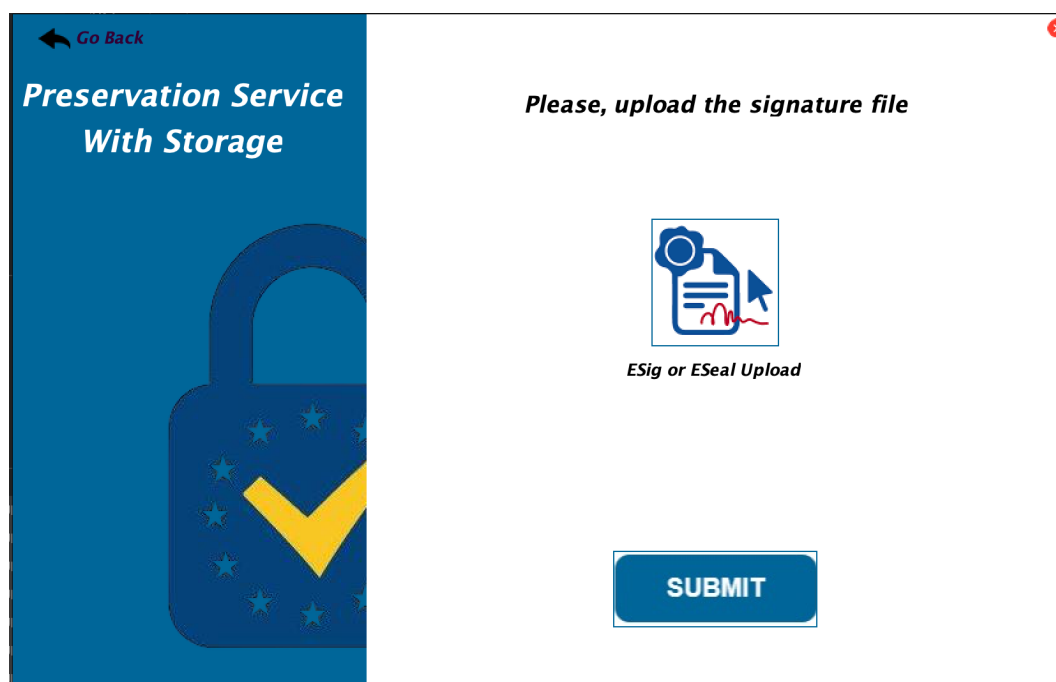 Go Back
Preservation Service
With Storage
Please, upload the signature file
ESig or ESeal Upload
SUBMIT